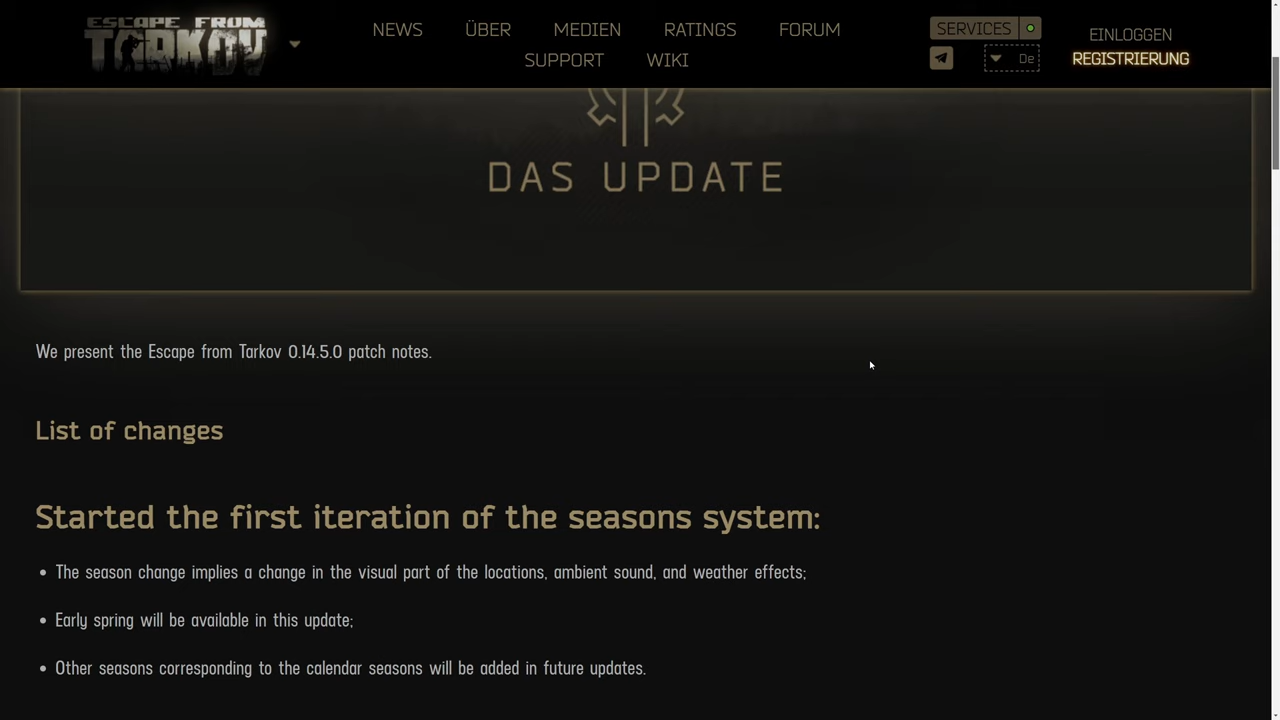 ESCAPE FROM
TARKOV
NEWS ÜBER MEDIEN RATINGS FORUM
SUPPORT WIKI
SERVICES
De
EINLOGGEN
REGISTRIERUNG
DAS UPDATE
We present the Escape from Tarkov 0.14.5.0 patch notes.
List of changes
Started the first iteration of the seasons system:
• The season change implies a change in the visual part of the locations, ambient sound, and weather effects;
• Early spring will be available in this update;
• Other seasons corresponding to the calendar seasons will be added in future updates.